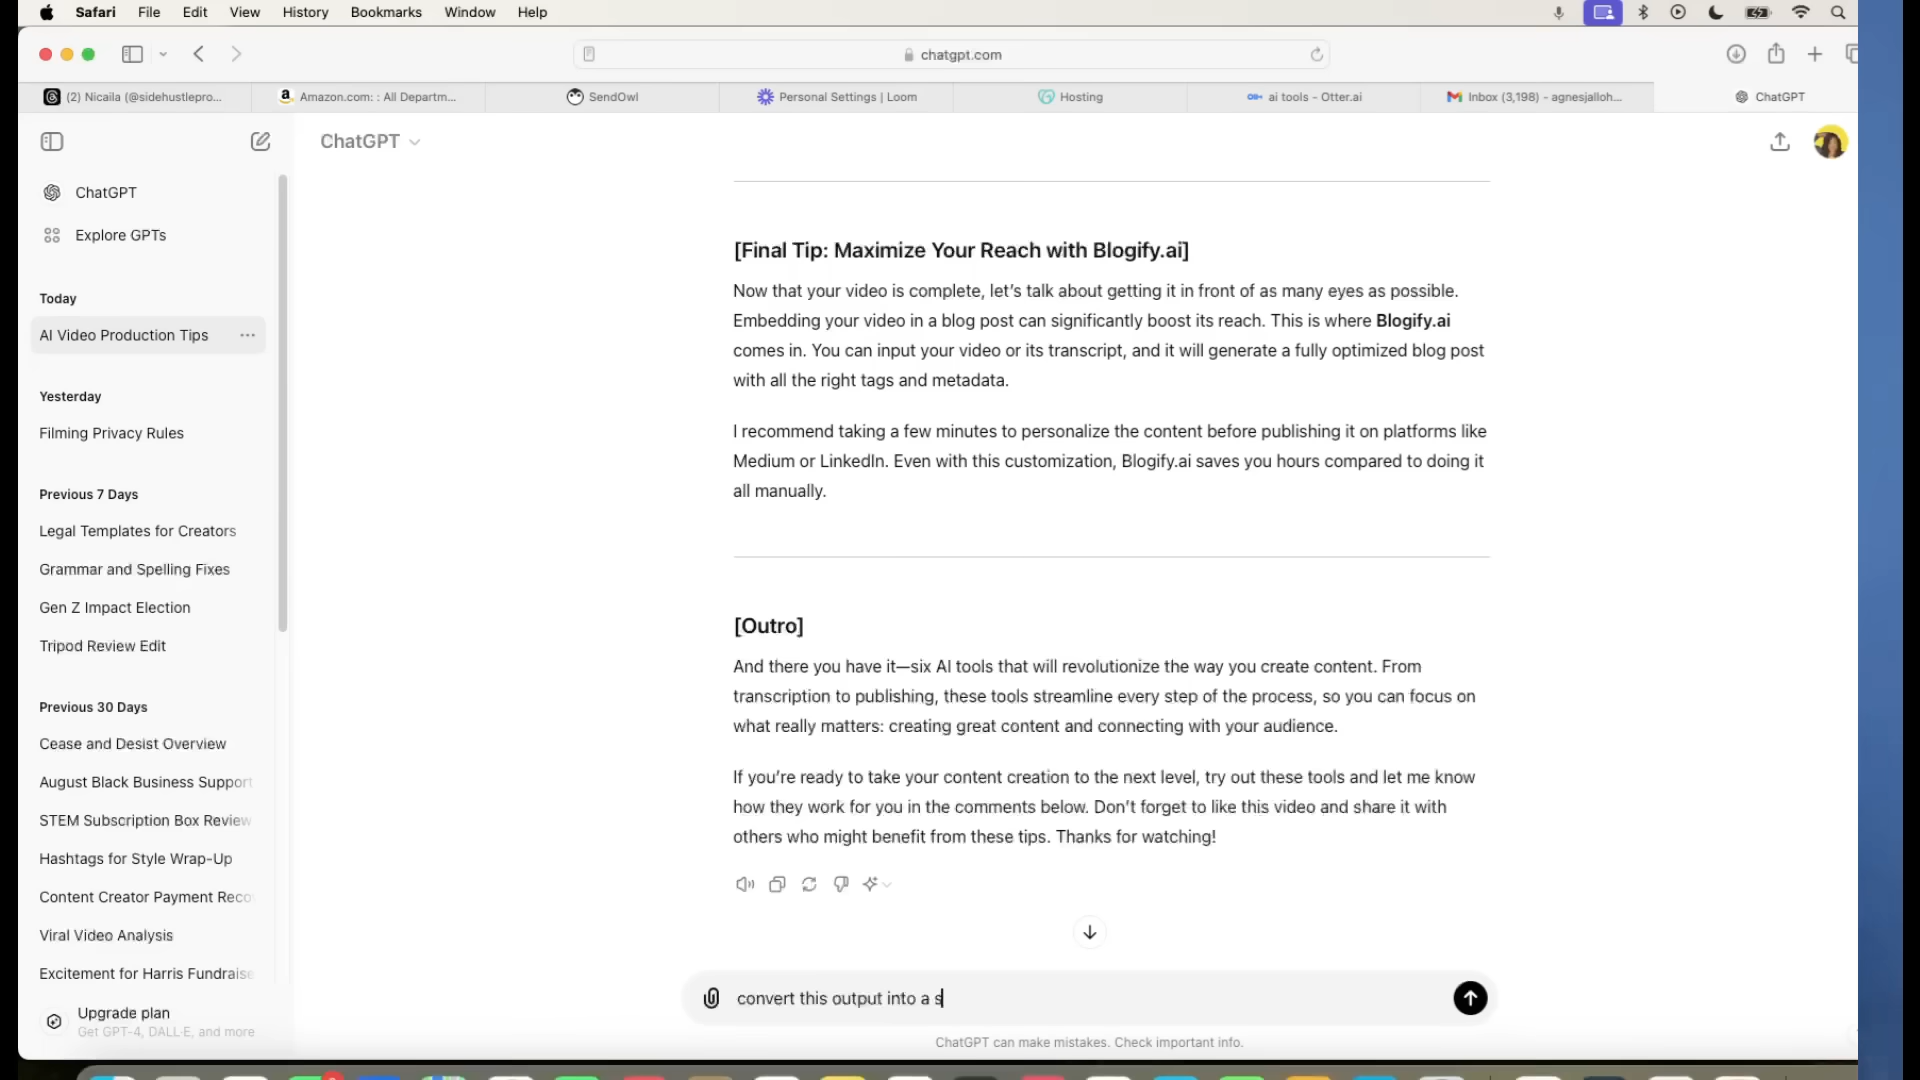 Safari File Edit View History Bookmarks Window Help
chatgpt.com
(2) Nicaila (@sidehustlepro...
Amazon.com: : All Departm...
SendOwl
Personal Settings | Loom
Hosting
ai tools - Otter.ai
Inbox (3,198) - agnesjalloh...
ChatGPT
ChatGPT
ChatGPT
Explore GPTs
Today
AI Video Production Tips
Yesterday
Filming Privacy Rules
Previous 7 Days
Legal Templates for Creators
Grammar and Spelling Fixes
Gen Z Impact Election
Tripod Review Edit
Previous 30 Days
Cease and Desist Overview
August Black Business Support
STEM Subscription Box Review
Hashtags for Style Wrap-Up
Content Creator Payment Reco
Viral Video Analysis
Excitement for Harris Fundraise
Upgrade plan
Get GPT-4, DALL·E, and more
[Final Tip: Maximize Your Reach with Blogify.ai]
Now that your video is complete, let's talk about getting it in front of as many eyes as possible.
Embedding your video in a blog post can significantly boost its reach. This is where Blogify.ai
comes in. You can input your video or its transcript, and it will generate a fully optimized blog post
with all the right tags and metadata.
I recommend taking a few minutes to personalize the content before publishing it on platforms like
Medium or LinkedIn. Even with this customization, Blogify.ai saves you hours compared to doing it
all manually.
[Outro]
And there you have it—six AI tools that will revolutionize the way you create content. From
transcription to publishing, these tools streamline every step of the process, so you can focus on
what really matters: creating great content and connecting with your audience.
If you're ready to take your content creation to the next level, try out these tools and let me know
how they work for you in the comments below. Don't forget to like this video and share it with
others who might benefit from these tips. Thanks for watching!
convert this output into a s
ChatGPT can make mistakes. Check important info.